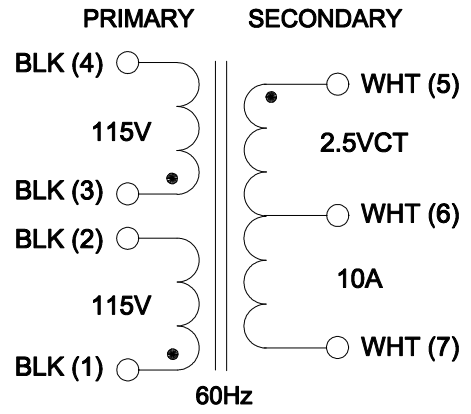 PRIMARY SECONDARY
BLK (4)
WHT (5)
115V
2.5VCT
BLK (3)
WHT (6)
BLK (2)
10A
115V
WHT (7)
BLK (1)
60Hz